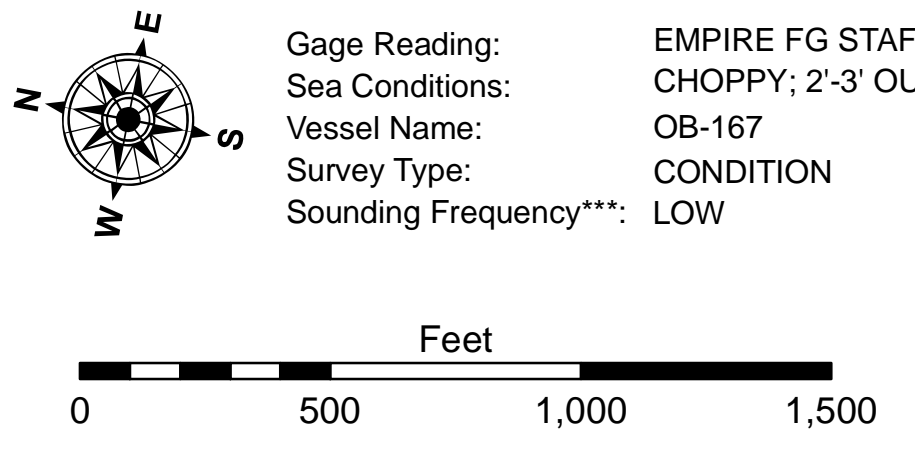 E
N
S
W
Gage Reading: EMPIRE FG STAF
Sea Conditions: CHOPPY; 2'-3' OU
Vessel Name: OB-167
Survey Type: CONDITION
Sounding Frequency***: LOW
Feet
0 500 1,000 1,500